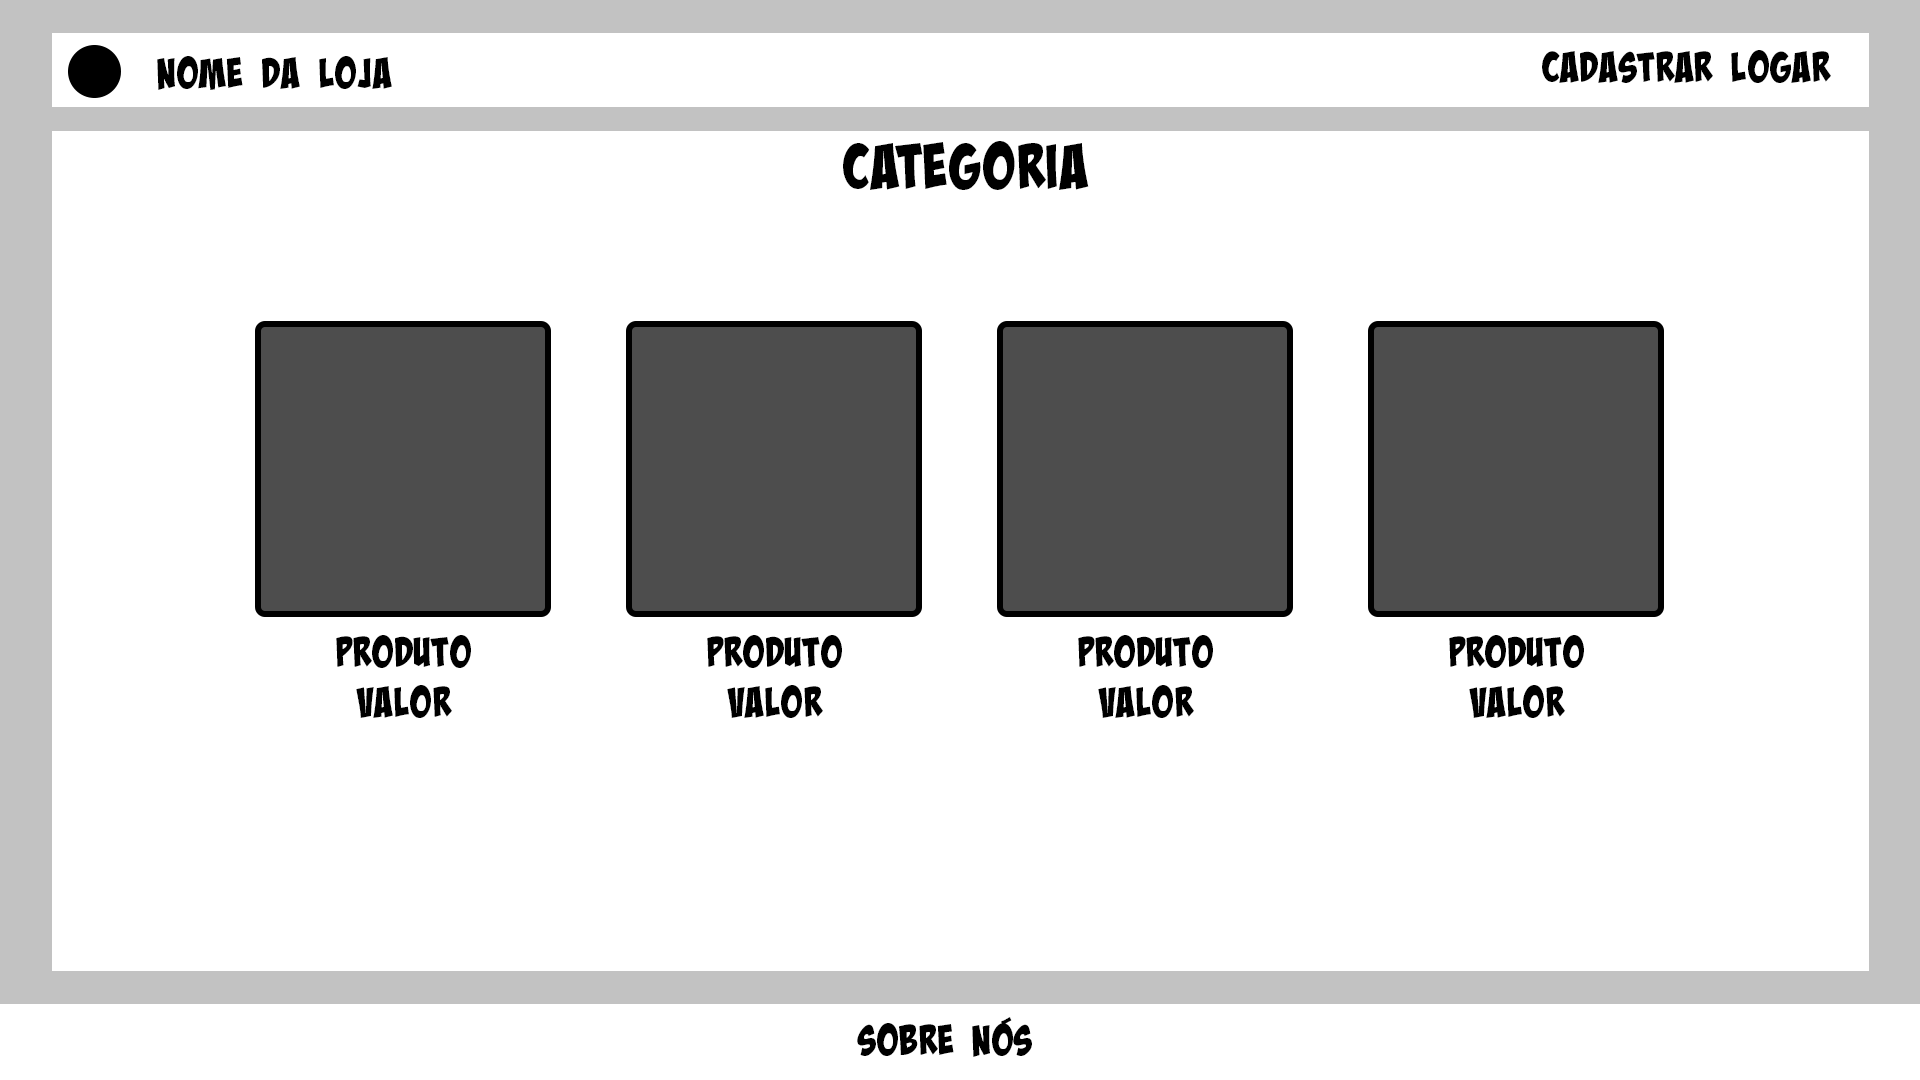 NOME DA LOJA
CADASTRAR LOGAR
CATEGORIA
PRODUTO
VALOR
PRODUTO
VALOR
PRODUTO
VALOR
PRODUTO
VALOR
SOBRE NÓS